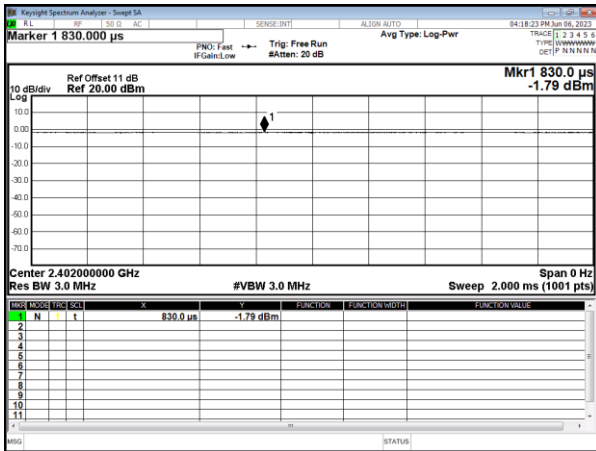 Keysight Spectrum Analyzer - Swept SA
RL RF 50 Ω AC SENSE:INT ALIGN AUTO 04:18:23 PM Jun 06, 2023
Marker 1 830.000 μs
PNO: Fast
IFGain:Low
Trig: Free Run
#Atten: 20 dB
Avg Type: Log-Pwr
TRACE 1 2 3 4 5 6
TYPE WWWWWW
DET P N N N N N
Ref Offset 11 dB
10 dB/div Ref 20.00 dBm
Log
Mkr1 830.0 μs
-1.79 dBm
1
10.0
0.00
-10.0
-20.0
-30.0
-40.0
-50.0
-60.0
-70.0
Center 2.402000000 GHz Span 0 Hz
Res BW 3.0 MHz #VBW 3.0 MHz Sweep 2.000 ms (1001 pts)
MKR MODE TRC SCL X Y FUNCTION FUNCTION WIDTH FUNCTION VALUE
1 N 1 t 830.0 μs -1.79 dBm
2
3
4
5
6
7
8
9
10
11
MSG STATUS